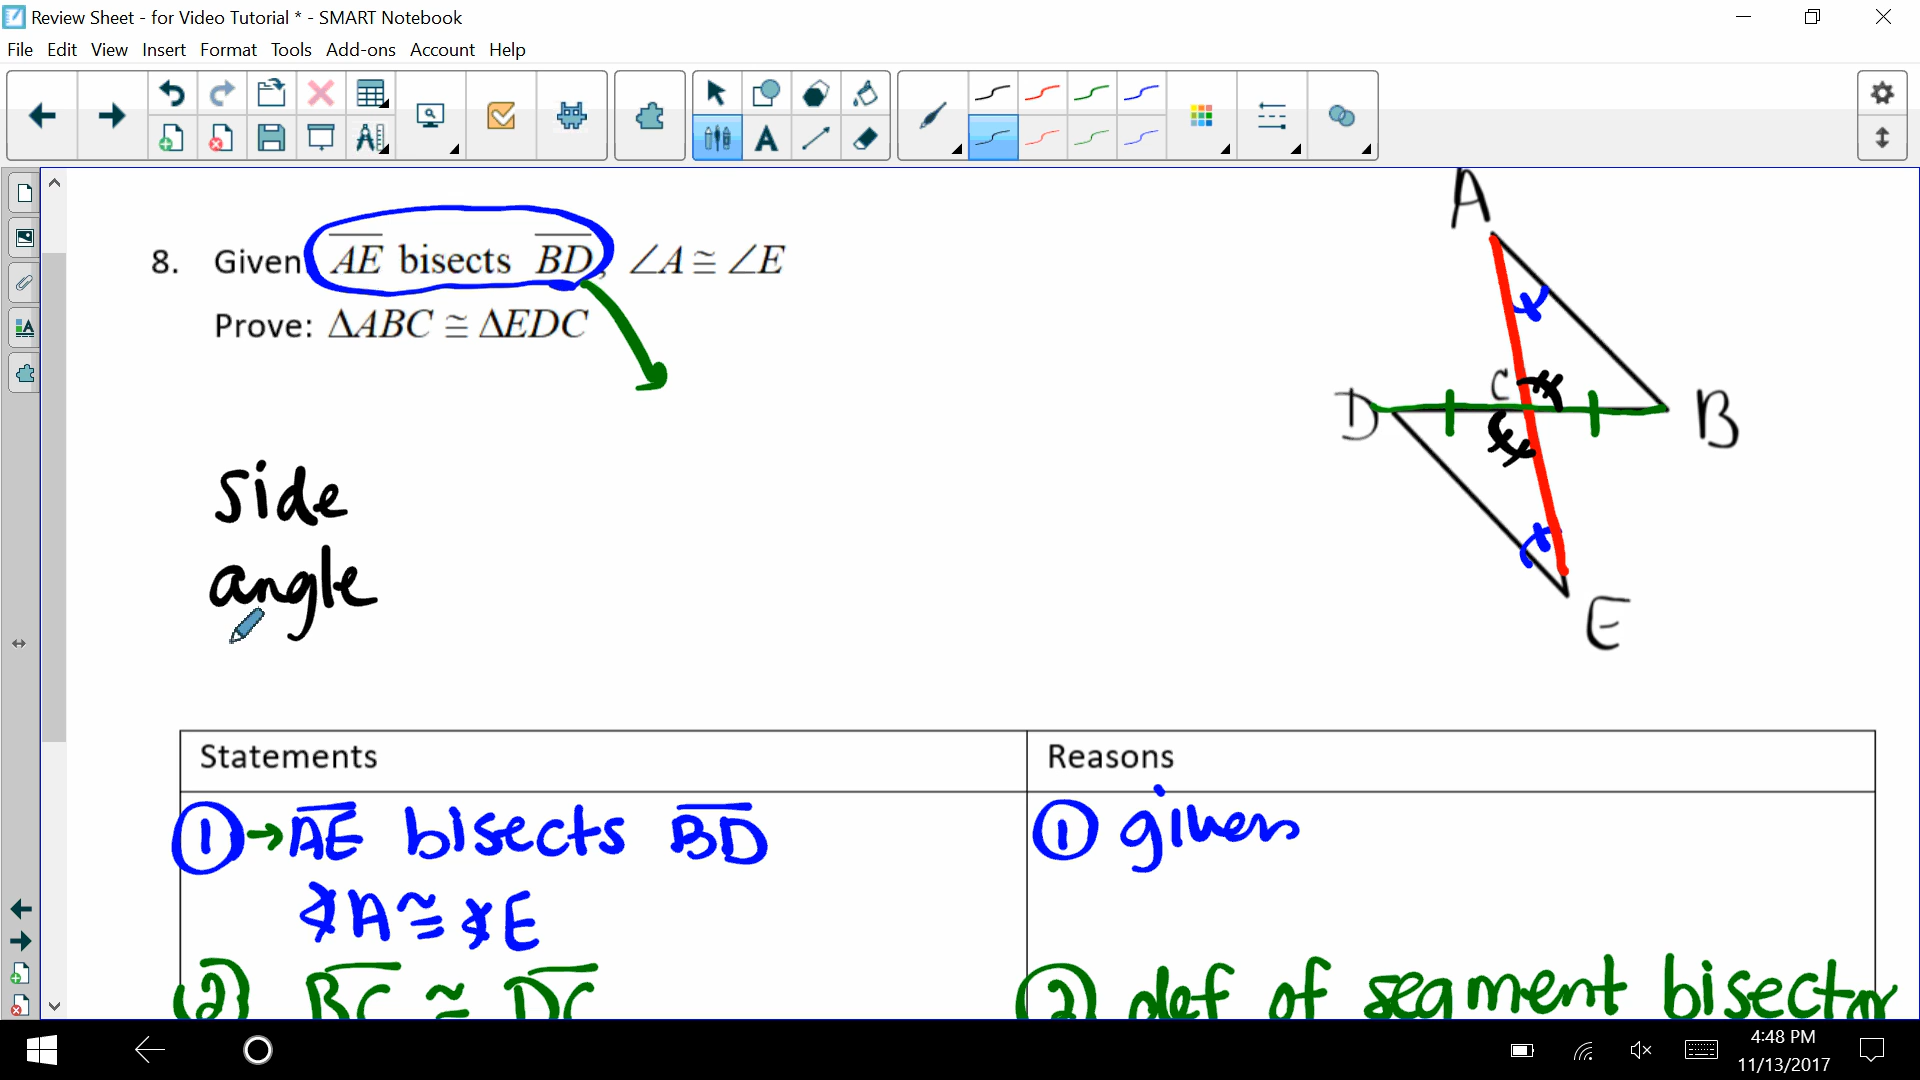 Review Sheet - for Video Tutorial * - SMART Notebook
File Edit View Insert Format Tools Add-ons Account Help
8. Given AE bisects BD, ∠A ≅ ∠E
Prove: ΔABC ≅ ΔEDC
A
C
D
B
E
side
angle
Statements
Reasons
① → AE bisects BD
① given
∢A ≅ ∢E
② BC ≅ DC
② def of segment bisector
4:48 PM
11/13/2017